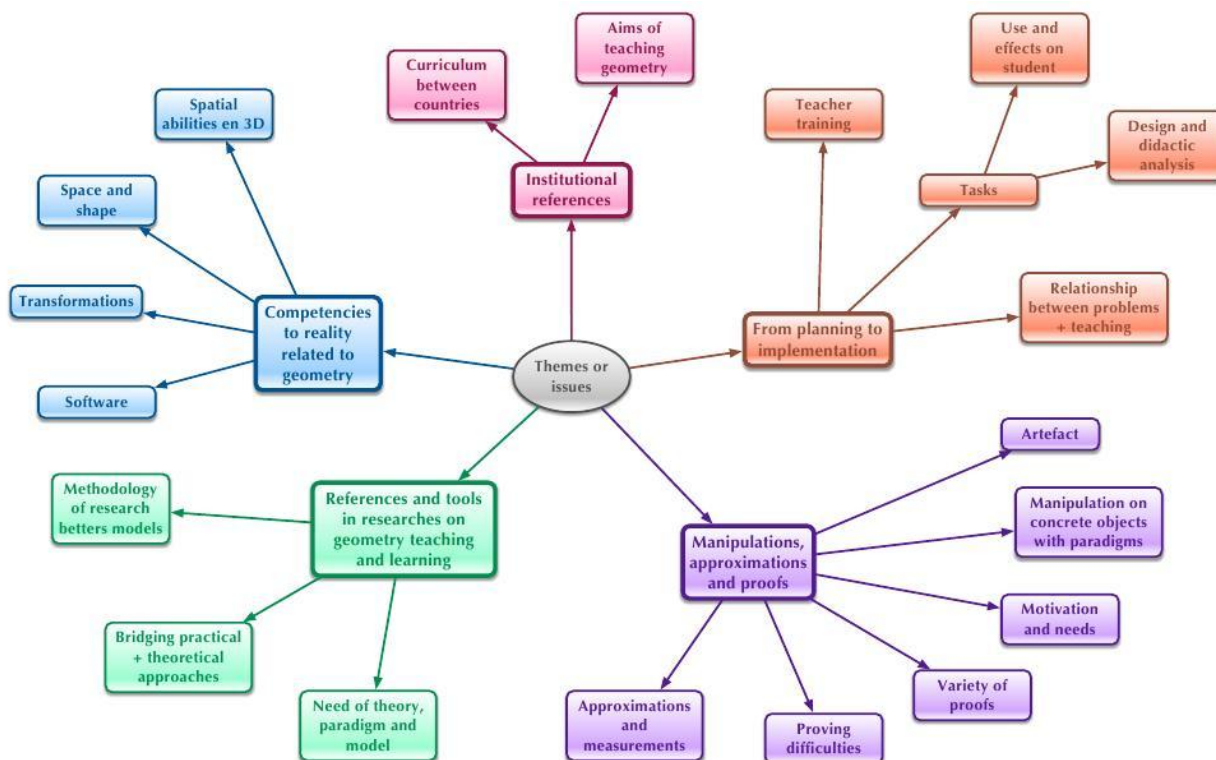 Aims of
teaching
geometry
Curriculum
between
countries
Institutional
references
Use and
effects on
student
Teacher
training
Design and
didactic
analysis
Tasks
Relationship
between problems
+ teaching
From planning to
implementation
Spatial
abilities en 3D
Space and
shape
Transformations
Software
Competencies
to reality
related to
geometry
Themes or
issues
References and tools
in researches on
geometry teaching
and learning
Methodology
of research
betters models
Bridging practical
+ theoretical
approaches
Need of theory,
paradigm and
model
Manipulations,
approximations
and proofs
Artefact
Manipulation on
concrete objects
with paradigms
Motivation
and needs
Variety of
proofs
Proving
difficulties
Approximations
and
measurements